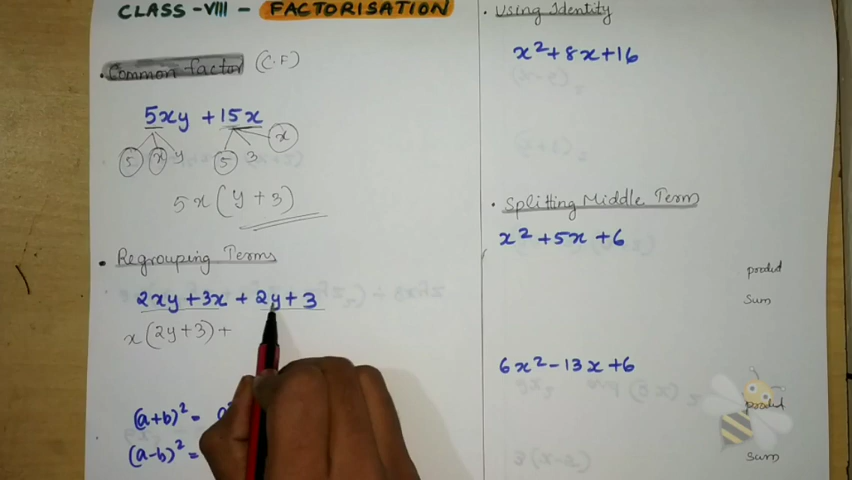 CLASS-VIII - FACTORISATION
• Common factor (C.F)
5xy + 15x
5 x y 5 3 x
5x(y+3)
• Regrouping Terms
2xy+3x + 2y+3
x(2y+3)+
(a+b)² =
(a-b)² =
• Using Identity
x²+8x+16
• Splitting Middle Term
x²+5x+6
product
Sum
6x²-13x+6
product
Sum